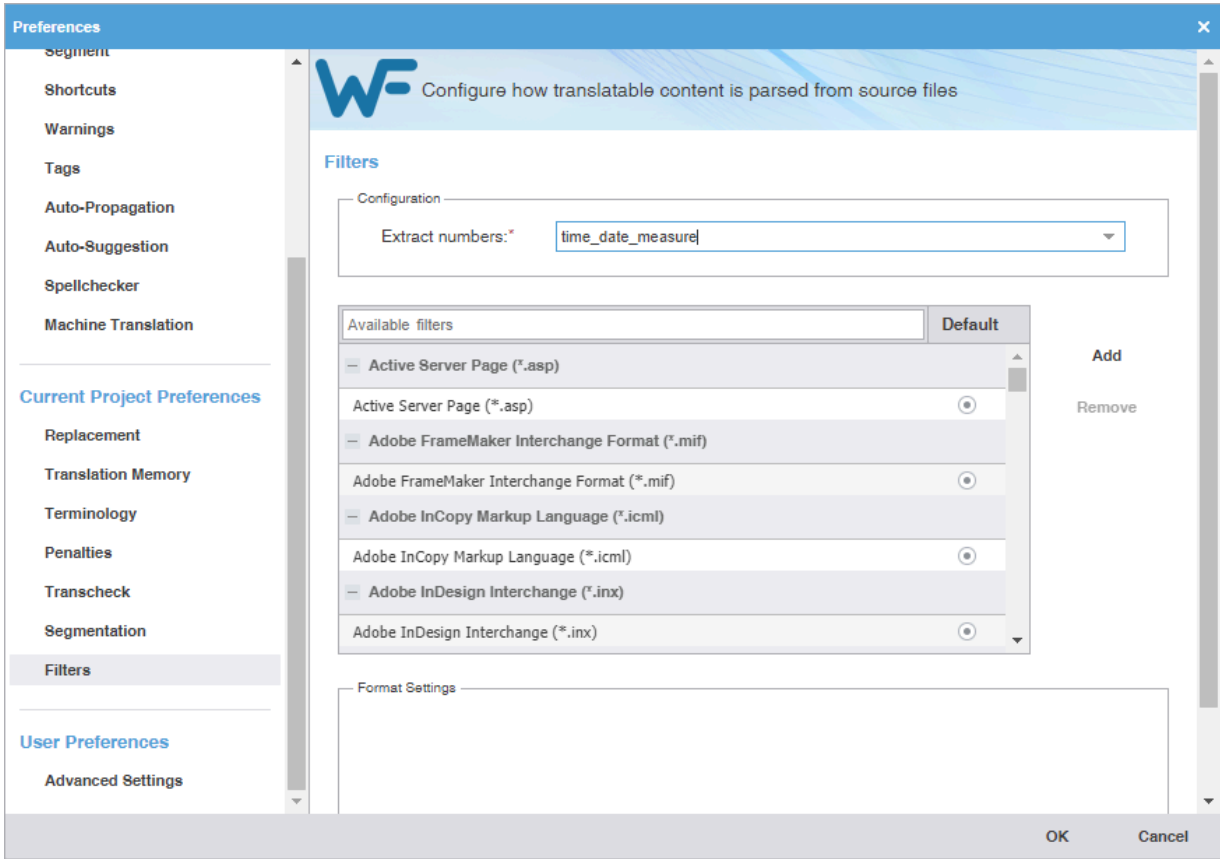 Preferences
Segment
Shortcuts
Warnings
Tags
Auto-Propagation
Auto-Suggestion
Spellchecker
Machine Translation
Current Project Preferences
Replacement
Translation Memory
Terminology
Penalties
Transcheck
Segmentation
Filters
User Preferences
Advanced Settings
WF
Configure how translatable content is parsed from source files
Filters
Configuration
Extract numbers:* time_date_measure
Available filters Default
Active Server Page (*.asp)
Active Server Page (*.asp)
Adobe FrameMaker Interchange Format (*.mif)
Adobe FrameMaker Interchange Format (*.mif)
Adobe InCopy Markup Language (*.icml)
Adobe InCopy Markup Language (*.icml)
Adobe InDesign Interchange (*.inx)
Adobe InDesign Interchange (*.inx)
Add
Remove
Format Settings
OK Cancel